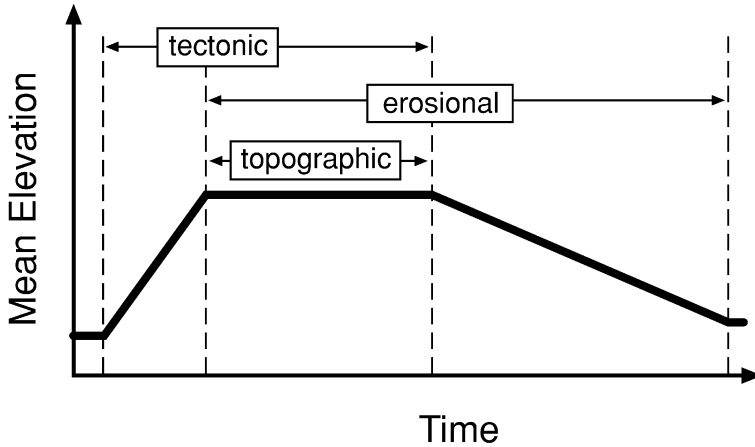 tectonic
erosional
topographic
Mean Elevation
Time